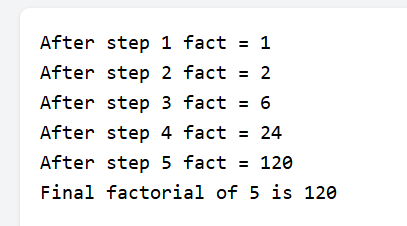 After step 1 fact = 1
After step 2 fact = 2
After step 3 fact = 6
After step 4 fact = 24
After step 5 fact = 120
Final factorial of 5 is 120